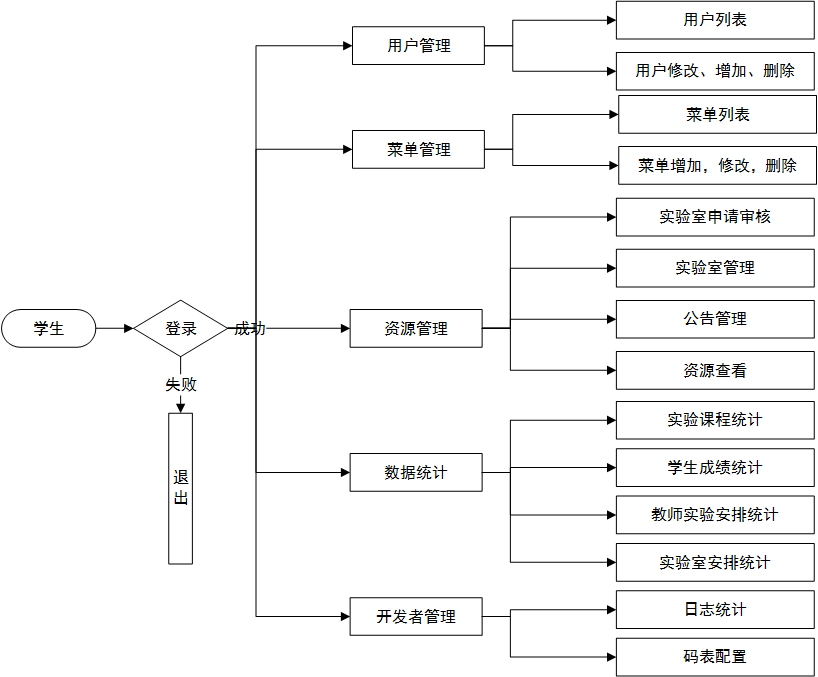 用户列表
用户管理
用户修改、增加、删除
菜单列表
菜单管理
菜单增加，修改，删除
实验室申请审核
实验室管理
学生
登录
成功
资源管理
公告管理
资源查看
失败
实验课程统计
退
出
数据统计
学生成绩统计
教师实验安排统计
实验室安排统计
开发者管理
日志统计
码表配置